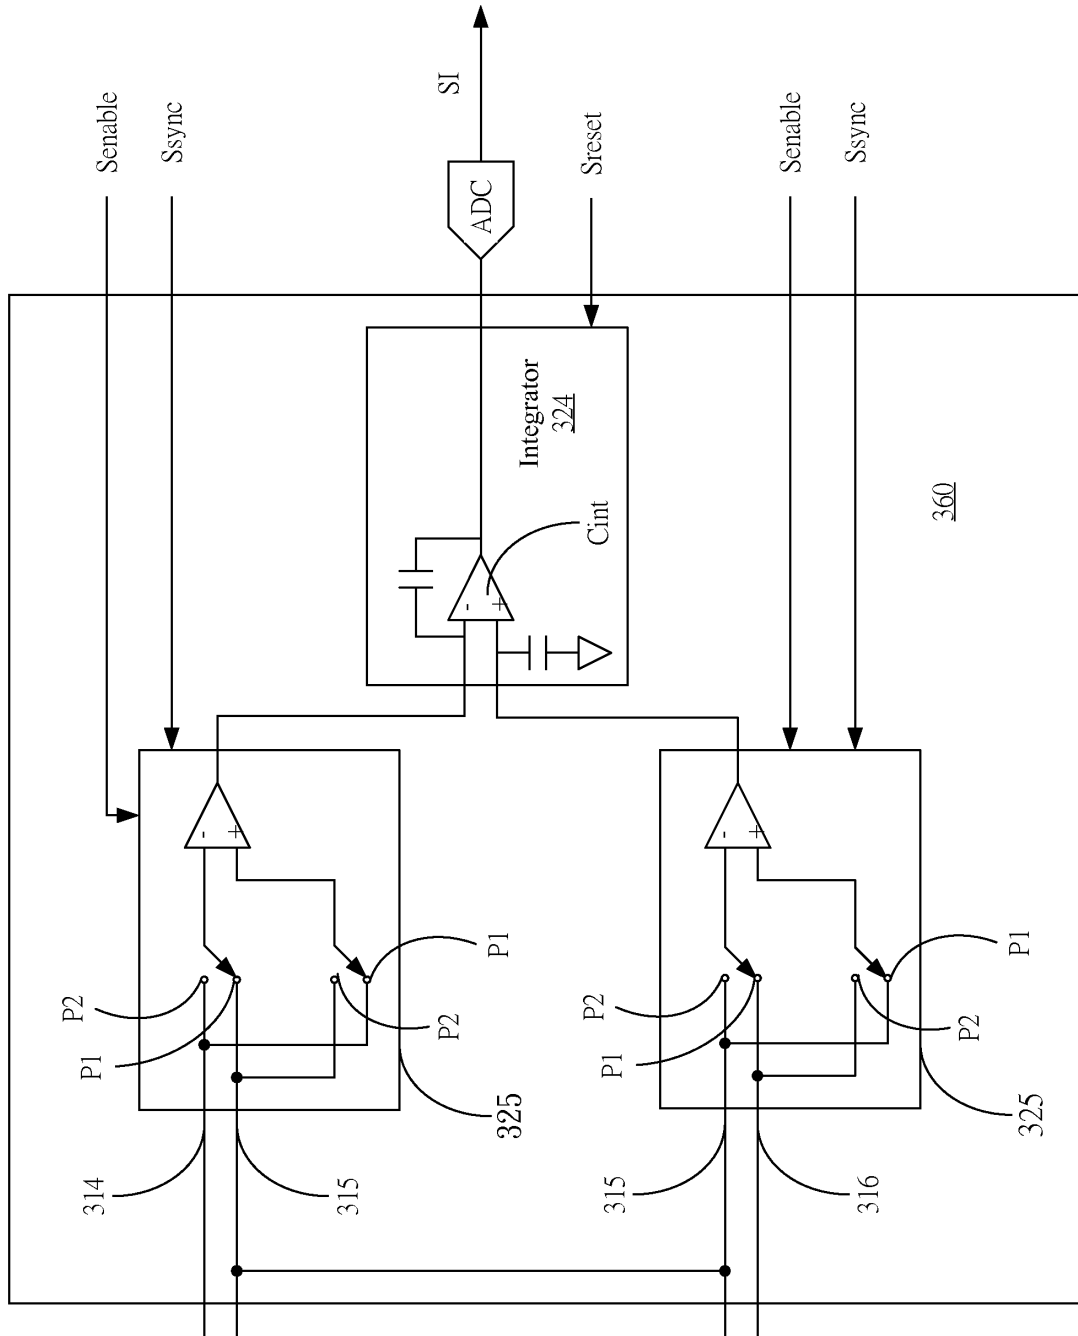 SI
Senable
Ssync
ADC
Sreset
Senable
Ssync
Integrator
324
Cint
360
-
+
-
+
-
+
P2
P1
P1
P2
325
314
315
P2
P1
P1
P2
325
315
316